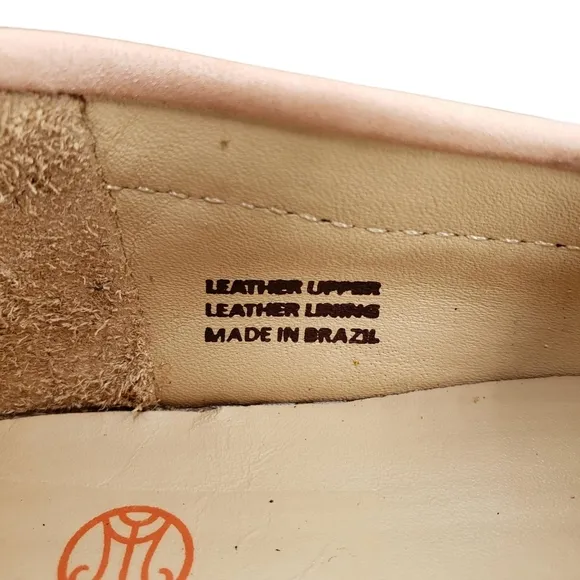 LEATHER UPPER
LEATHER LINING
MADE IN BRAZIL